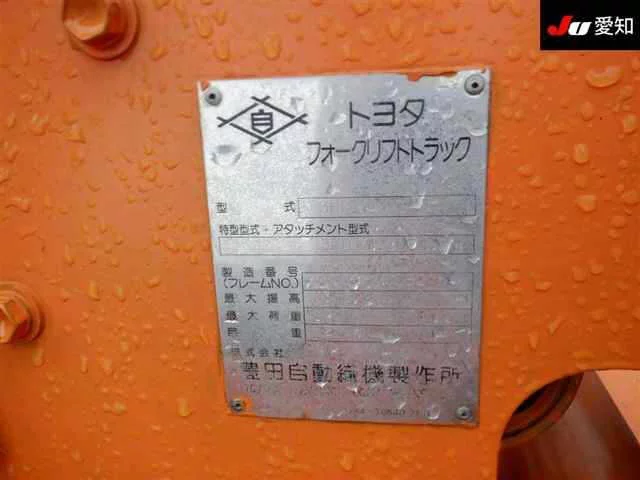 JU 愛知
自
トヨタ
フォークリフトトラック
型式
特型型式・アタッチメント型式
製造番号
(フレームNO.)
最大揚高
最大荷重
自重
株式会社
豊田自動織機製作所